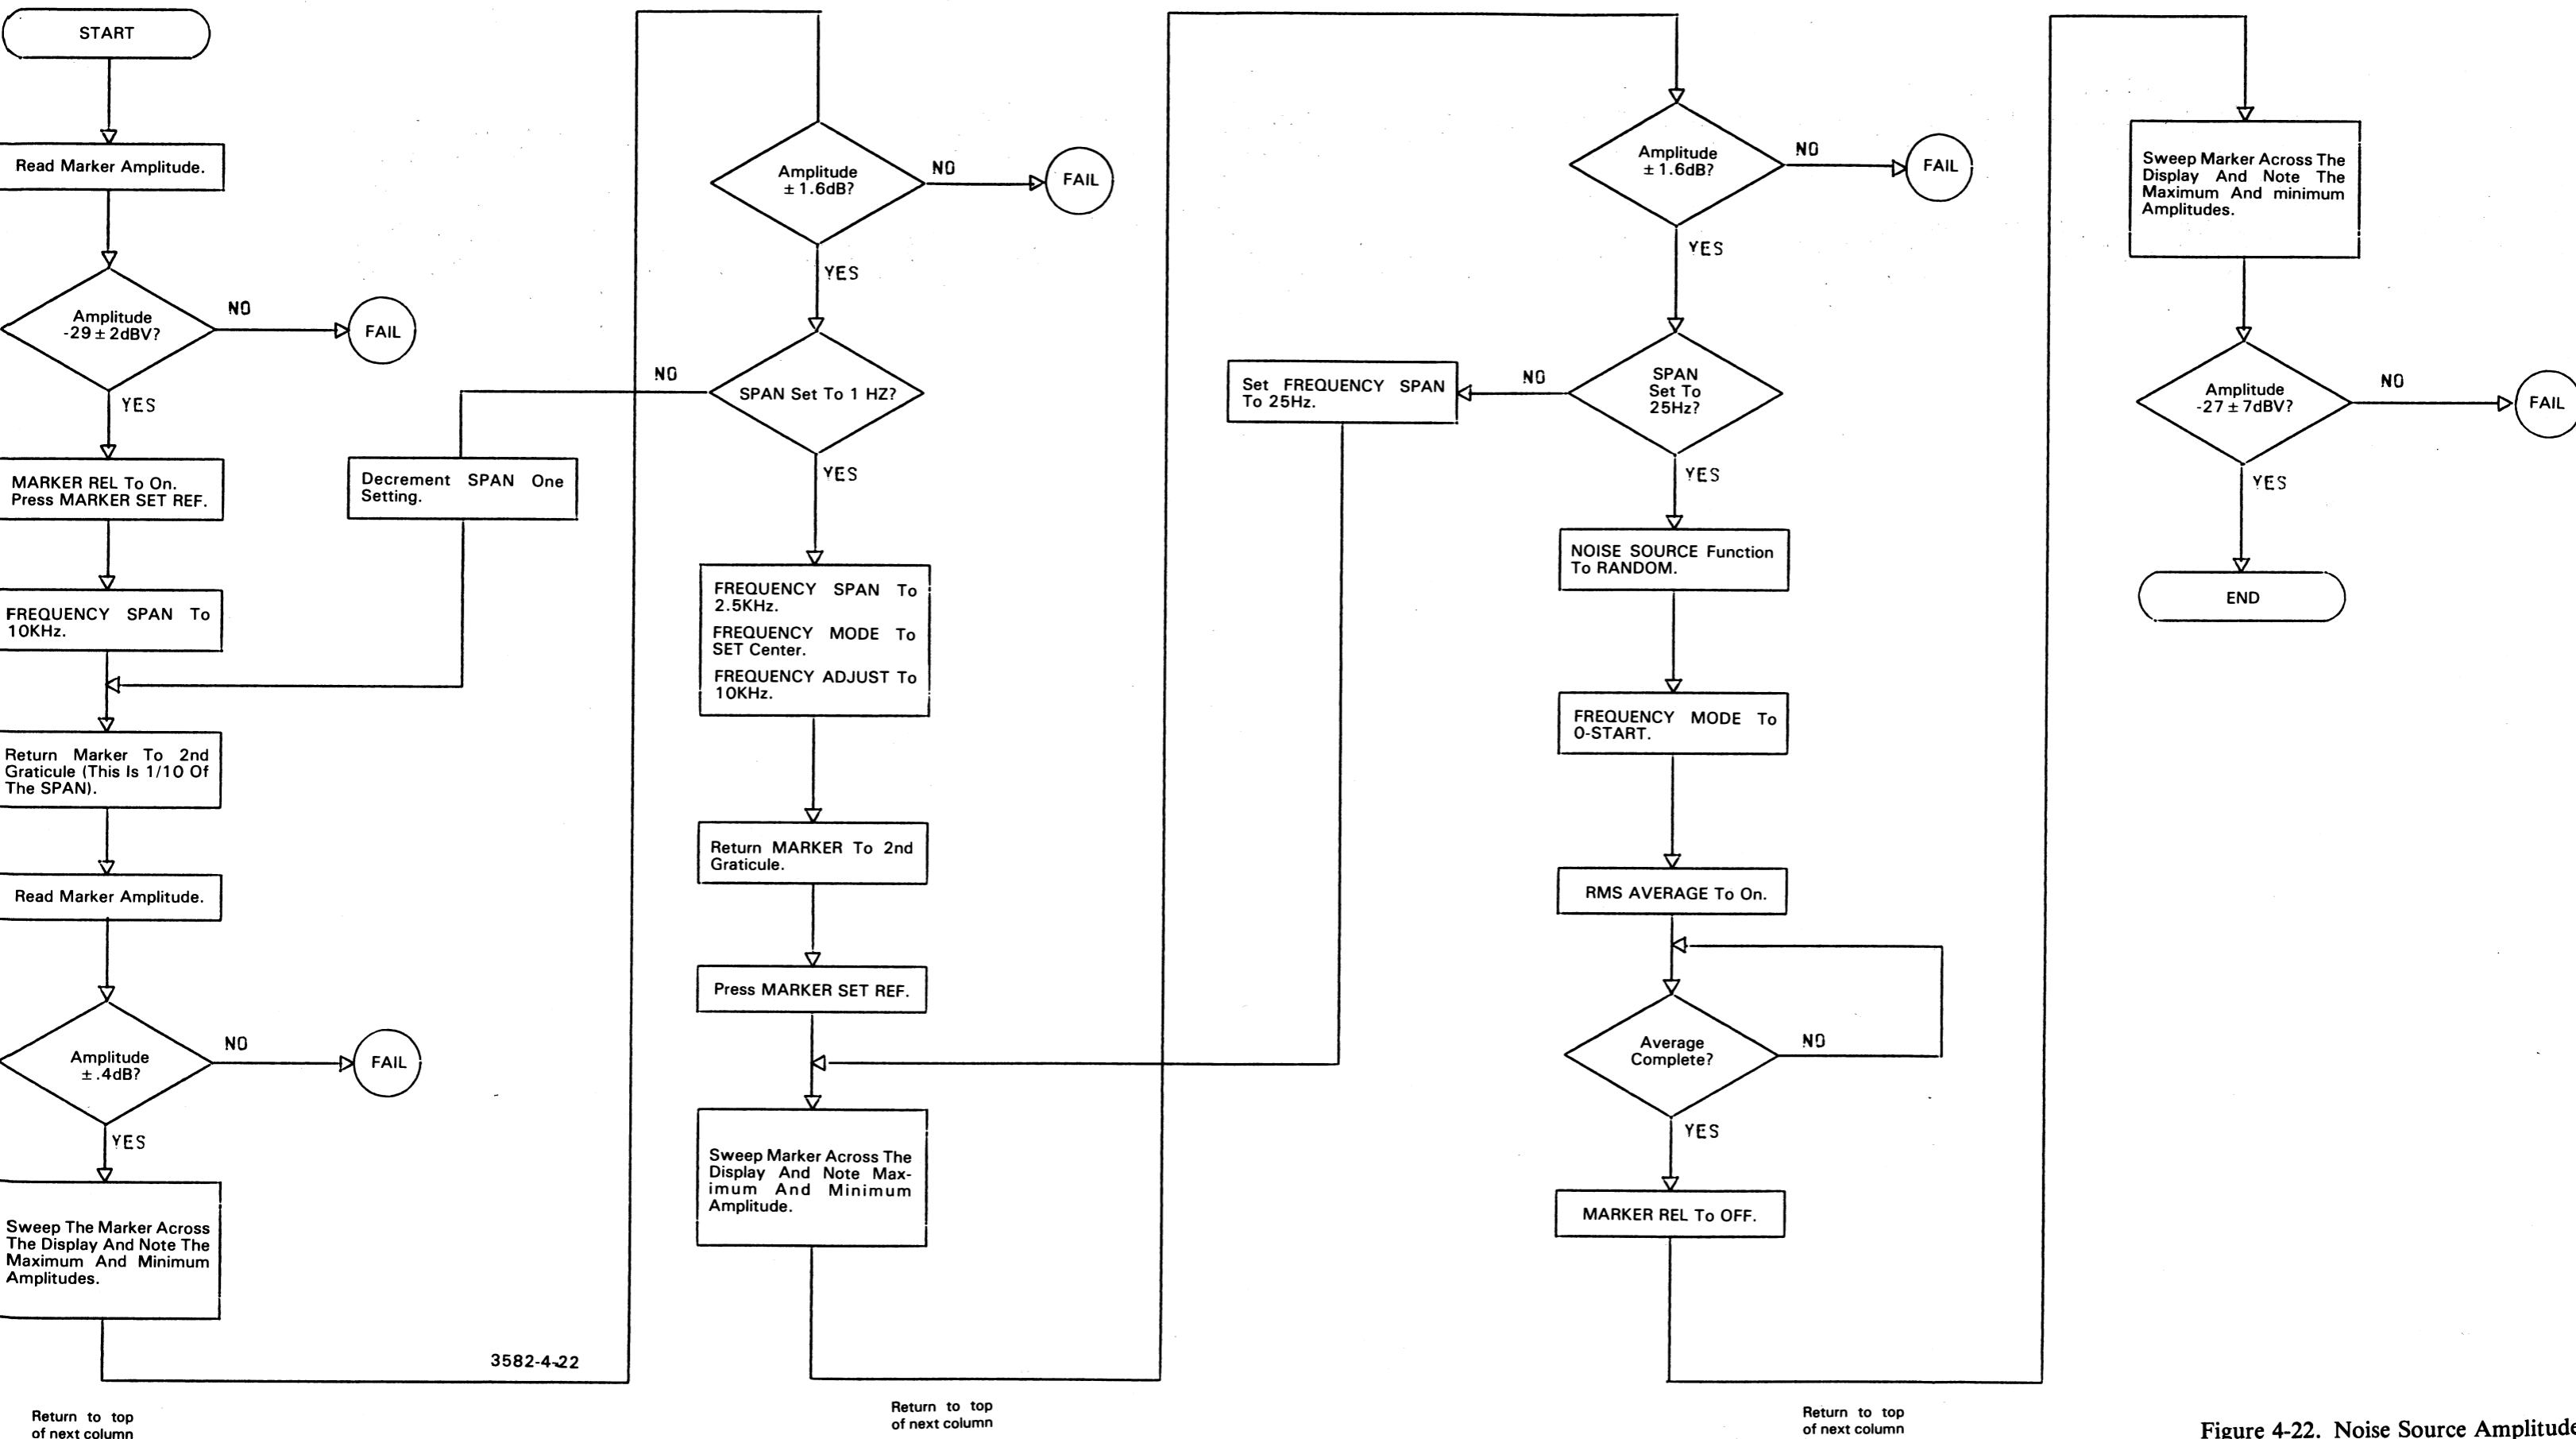 START
Read Marker Amplitude.
Amplitude
-29 ± 2dBV?
NO
FAIL
YES
MARKER REL To On.
Press MARKER SET REF.
FREQUENCY SPAN To
10KHz.
Decrement SPAN One
Setting.
Return Marker To 2nd
Graticule (This Is 1/10 Of
The SPAN).
Read Marker Amplitude.
Amplitude
± .4dB?
NO
FAIL
YES
Sweep The Marker Across
The Display And Note The
Maximum And Minimum
Amplitudes.
3582-4-22
Return to top
of next column
Amplitude
± 1.6dB?
NO
FAIL
YES
SPAN Set To 1 HZ?
NO
YES
FREQUENCY SPAN To
2.5KHz.
FREQUENCY MODE To
SET Center.
FREQUENCY ADJUST To
10KHz.
Return MARKER To 2nd
Graticule.
Press MARKER SET REF.
Sweep Marker Across The
Display And Note Max-
imum And Minimum
Amplitude.
Return to top
of next column
Amplitude
± 1.6dB?
NO
FAIL
YES
SPAN
Set To
25Hz?
NO
Set FREQUENCY SPAN
To 25Hz.
YES
NOISE SOURCE Function
To RANDOM.
FREQUENCY MODE To
0-START.
RMS AVERAGE To On.
Average
Complete?
NO
YES
MARKER REL To OFF.
Return to top
of next column
Sweep Marker Across The
Display And Note The
Maximum And minimum
Amplitudes.
Amplitude
-27 ± 7dBV?
NO
FAIL
YES
END
Figure 4-22. Noise Source Amplitude